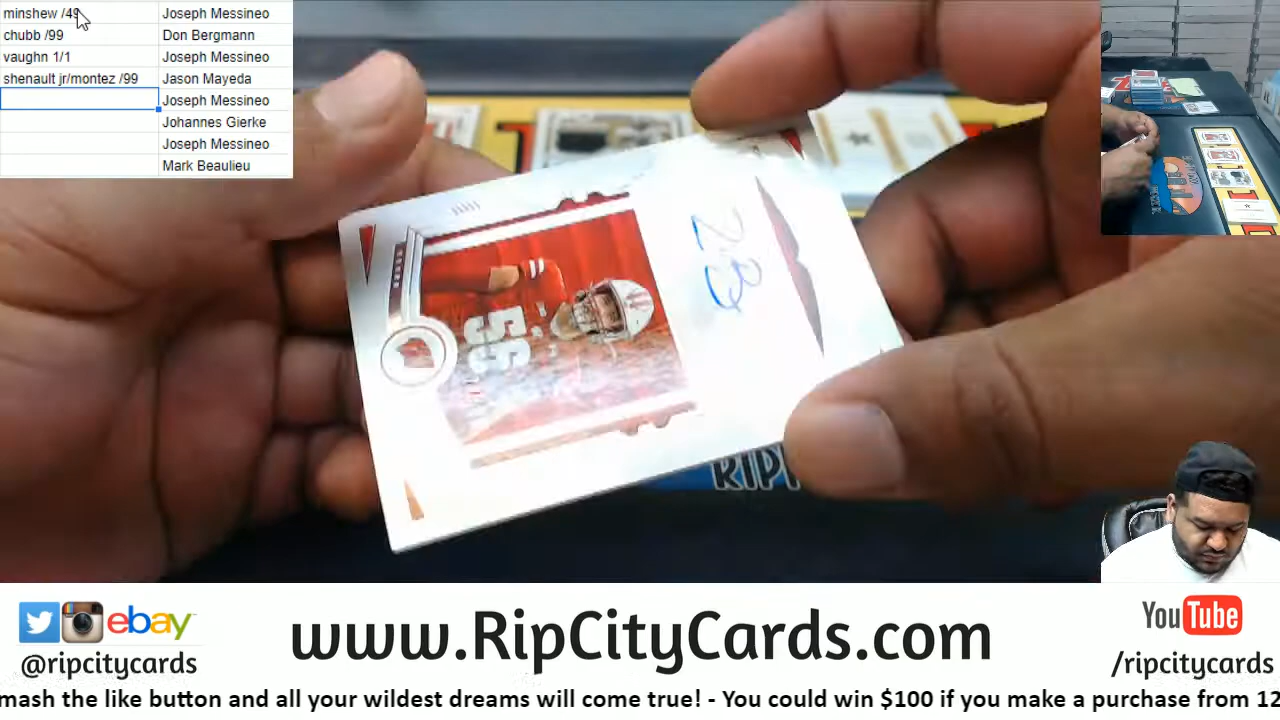 minshew /49 Joseph Messineo
chubb /99 Don Bergmann
vaughn 1/1 Joseph Messineo
shenault jr/montez /99 Jason Mayeda
Joseph Messineo
Johannes Gierke
Joseph Messineo
Mark Beaulieu
55
RIP
ebay
@ripcitycards
www.RipCityCards.com
YouTube
/ripcitycards
mash the like button and all your wildest dreams will come true! - You could win $100 if you make a purchase from 12